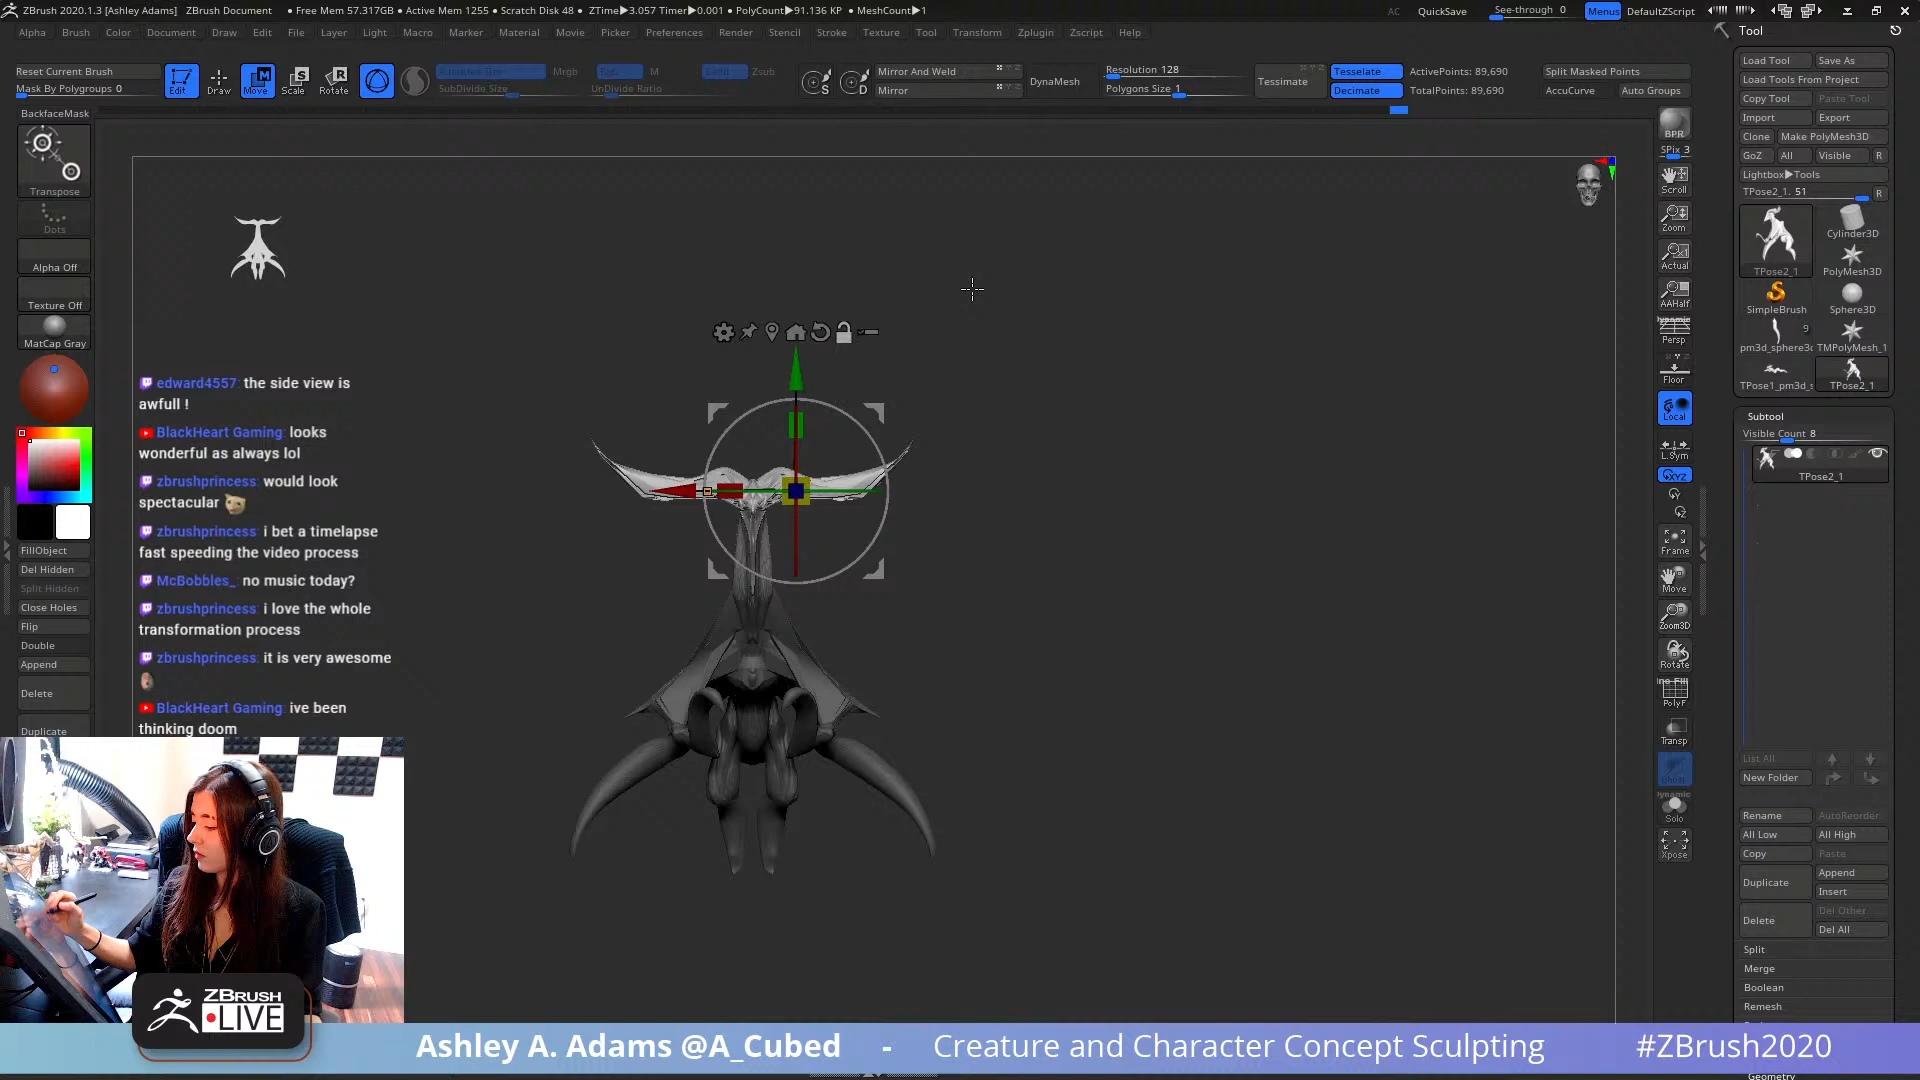 ZBrush 2020.1.3 [Ashley Adams] ZBrush Document • Free Mem 57.317GB • Active Mem 1255 • Scratch Disk 48 • ZTime▶3.057 Timer▶0.001 • PolyCount▶91.136 KP • MeshCount▶1
AC QuickSave See-through 0 Menus DefaultZScript
Alpha Brush Color Document Draw Edit File Layer Light Macro Marker Material Movie Picker Preferences Render Stencil Stroke Texture Tool Transform Zplugin Zscript Help
Reset Current Brush
Mask By Polygroups 0
Edit Draw Move Scale Rotate
Mrgb M Zsub
SubDivide Size UnDivide Ratio
S D
Mirror And Weld
Mirror
DynaMesh
Resolution 128
Polygons Size 1
Tessimate
Tesselate
Decimate
ActivePoints: 89,690
TotalPoints: 89,690
Split Masked Points
AccuCurve Auto Groups
BackfaceMask
Transpose
Dots
Alpha Off
Texture Off
MatCap Gray
FillObject
Del Hidden
Split Hidden
Close Holes
Flip
Double
Append
Delete
Duplicate
edward4557: the side view is
awfull !
BlackHeart Gaming: looks
wonderful as always lol
zbrushprincess: would look
spectacular
zbrushprincess: i bet a timelapse
fast speeding the video process
McBobbles_: no music today?
zbrushprincess: i love the whole
transformation process
zbrushprincess: it is very awesome
BlackHeart Gaming: ive been
thinking doom
BPR
SPix 3
Scroll
Zoom
Actual
AAHalf
Dynamic
Persp
Floor
Local
L.Sym
XYZ
Frame
Move
Zoom3D
Rotate
PolyF
Transp
Ghost
Dynamic
Solo
Xpose
Tool
Load Tool Save As
Load Tools From Project
Copy Tool Paste Tool
Import Export
Clone Make PolyMesh3D
GoZ All Visible R
Lightbox▶Tools
TPose2_1. 51 R
TPose2_1
Cylinder3D
PolyMesh3D
SimpleBrush
Sphere3D
9
TMPolyMesh_1
TPose2_1
Subtool
Visible Count 8
TPose2_1
List All
New Folder
Rename AutoReorder
All Low All High
Copy Paste
Duplicate Append
Insert
Delete Del Other
Del All
Split
Merge
Boolean
Remesh
Geometry
ZBRUSH
LIVE
Ashley A. Adams @A_Cubed - Creature and Character Concept Sculpting #ZBrush2020